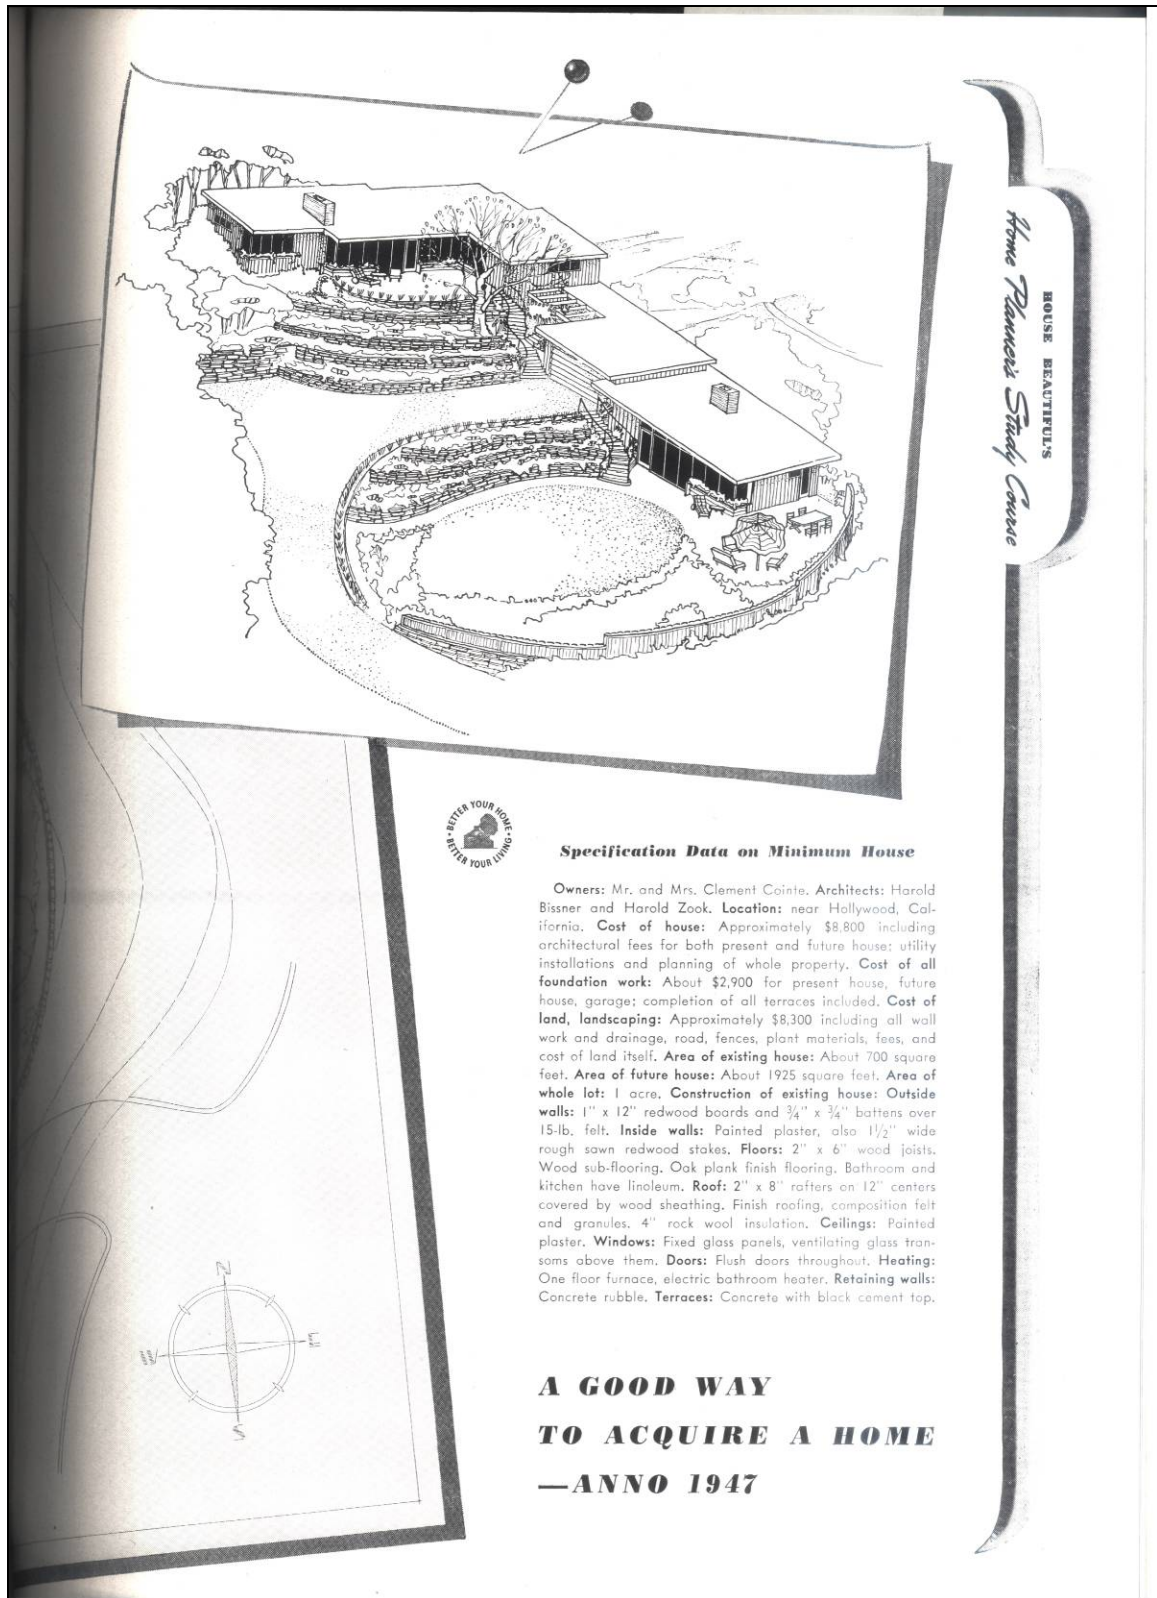 HOUSE BEAUTIFUL'S
Home Planner's Study Course
BETTER YOUR HOME
BETTER YOUR LIVING
Specification Data on Minimum House
Owners: Mr. and Mrs. Clement Cointe. Architects: Harold
Bissner and Harold Zook. Location: near Hollywood, Cal-
ifornia. Cost of house: Approximately $8,800 including
architectural fees for both present and future house; utility
installations and planning of whole property. Cost of all
foundation work: About $2,900 for present house, future
house, garage; completion of all terraces included. Cost of
land, landscaping: Approximately $8,300 including all wall
work and drainage, road, fences, plant materials, fees, and
cost of land itself. Area of existing house: About 700 square
feet. Area of future house: About 1925 square feet. Area of
whole lot: 1 acre. Construction of existing house: Outside
walls: 1" x 12" redwood boards and ¾" x ¾" battens over
15-lb. felt. Inside walls: Painted plaster, also 1½" wide
rough sawn redwood stakes. Floors: 2" x 6" wood joists.
Wood sub-flooring. Oak plank finish flooring. Bathroom and
kitchen have linoleum. Roof: 2" x 8" rafters on 12" centers
covered by wood sheathing. Finish roofing, composition felt
and granules. 4" rock wool insulation. Ceilings: Painted
plaster. Windows: Fixed glass panels, ventilating glass tran-
soms above them. Doors: Flush doors throughout. Heating:
One floor furnace, electric bathroom heater. Retaining walls:
Concrete rubble. Terraces: Concrete with black cement top.
N
E
W
S
A GOOD WAY
TO ACQUIRE A HOME
—ANNO 1947